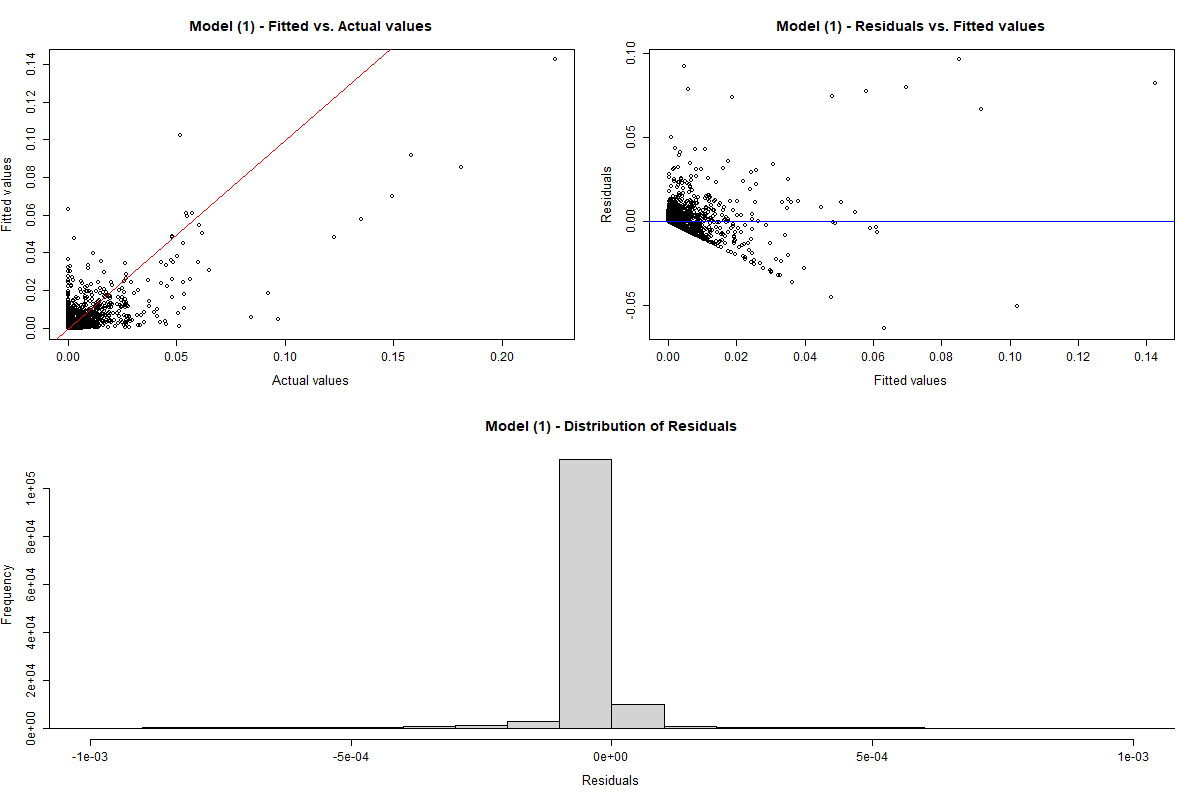 Model (1) - Fitted vs. Actual values
Fitted values
0.00 0.02 0.04 0.06 0.08 0.10 0.12 0.14
0.00 0.05 0.10 0.15 0.20
Actual values
Model (1) - Residuals vs. Fitted values
Residuals
-0.05 0.00 0.05 0.10
0.00 0.02 0.04 0.06 0.08 0.10 0.12 0.14
Fitted values
Model (1) - Distribution of Residuals
Frequency
0e+00 2e+04 4e+04 6e+04 8e+04 1e+05
-1e-03 -5e-04 0e+00 5e-04 1e-03
Residuals